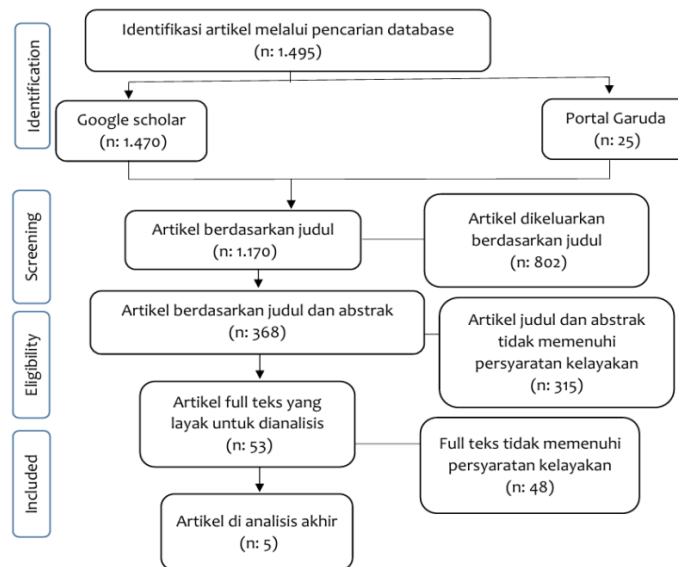 Identification
Identifikasi artikel melalui pencarian database
(n: 1.495)
Google scholar
(n: 1.470)
Portal Garuda
(n: 25)
Screening
Artikel berdasarkan judul
(n: 1.170)
Artikel dikeluarkan
berdasarkan judul
(n: 802)
Eligibility
Artikel berdasarkan judul dan abstrak
(n: 368)
Artikel judul dan abstrak
tidak memenuhi
persyaratan kelayakan
(n: 315)
Artikel full teks yang
layak untuk dianalisis
(n: 53)
Included
Full teks tidak memenuhi
persyaratan kelayakan
(n: 48)
Artikel di analisis akhir
(n: 5)